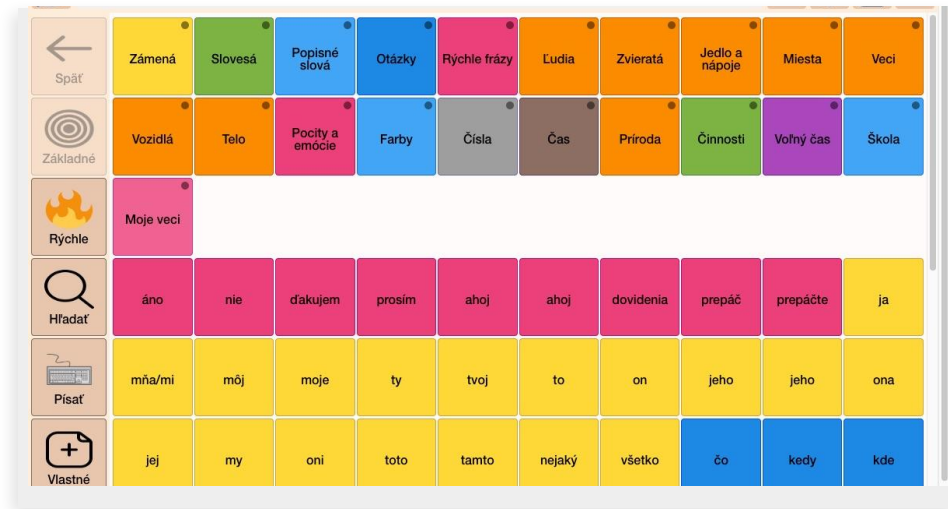 Späť
Zámená
Slovesá
Popisné
slová
Otázky
Rýchle frázy
Ľudia
Zvieratá
Jedlo a
nápoje
Miesta
Veci
Základné
Vozidlá
Telo
Pocity a
emócie
Farby
Čísla
Čas
Príroda
Činnosti
Voľný čas
Škola
Rýchle
Moje veci
Hľadať
áno
nie
ďakujem
prosím
ahoj
ahoj
dovidenia
prepáč
prepáčte
ja
Písať
mňa/mi
môj
moje
ty
tvoj
to
on
jeho
jeho
ona
Vlastné
jej
my
oni
toto
tamto
nejaký
všetko
čo
kedy
kde